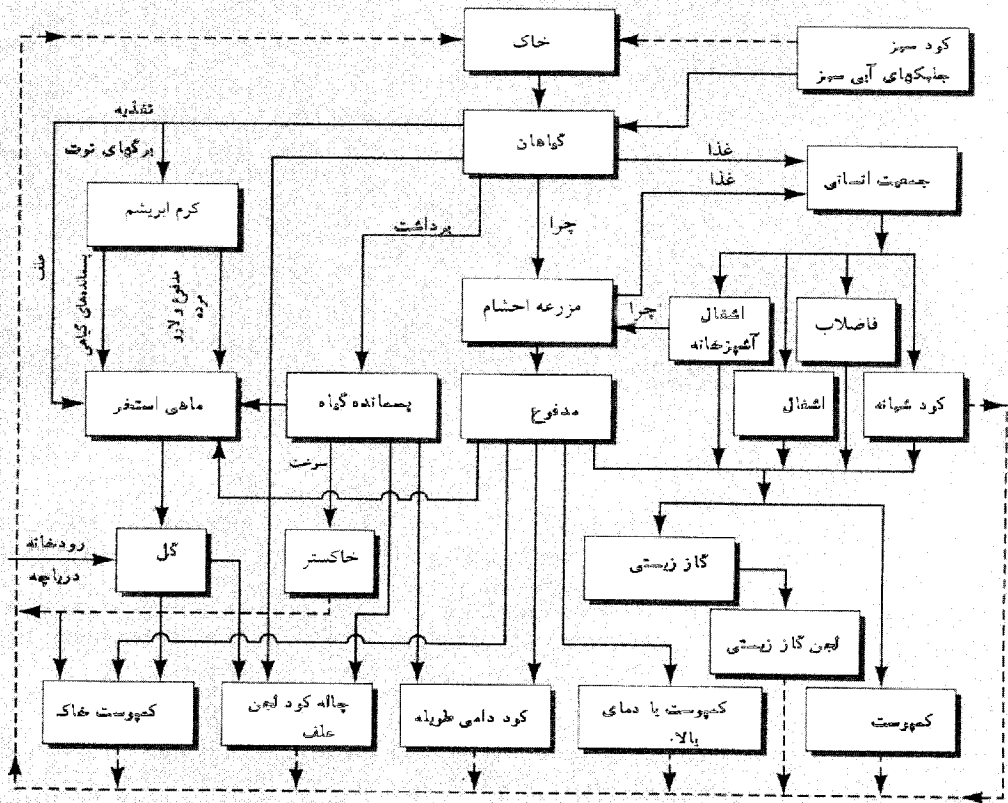 خاک
کود سبز
جلبکهای آبی سبز
گیاهان
تغذیه
برگهای توت
غذا
غذا
جمعیت انسانی
کرم ابریشم
برداشت
چرا
علف
پسمانده‌های گیاهی
مدفوع و لارو
مرده
مزرعه احشام
چرا
اشغال
آشپزخانه
فاضلاب
ماهی استخر
پسمانده گیاه
مدفوع
اشغال
کود شبانه
سوخت
رودخانه
دریاچه
گل
خاکستر
گاز زیستی
لجن گاز زیستی
کمپوست خاک
چاله کود لجن
علف
کود دامی طویله
کمپوست با دمای
بالا.
کمپوست